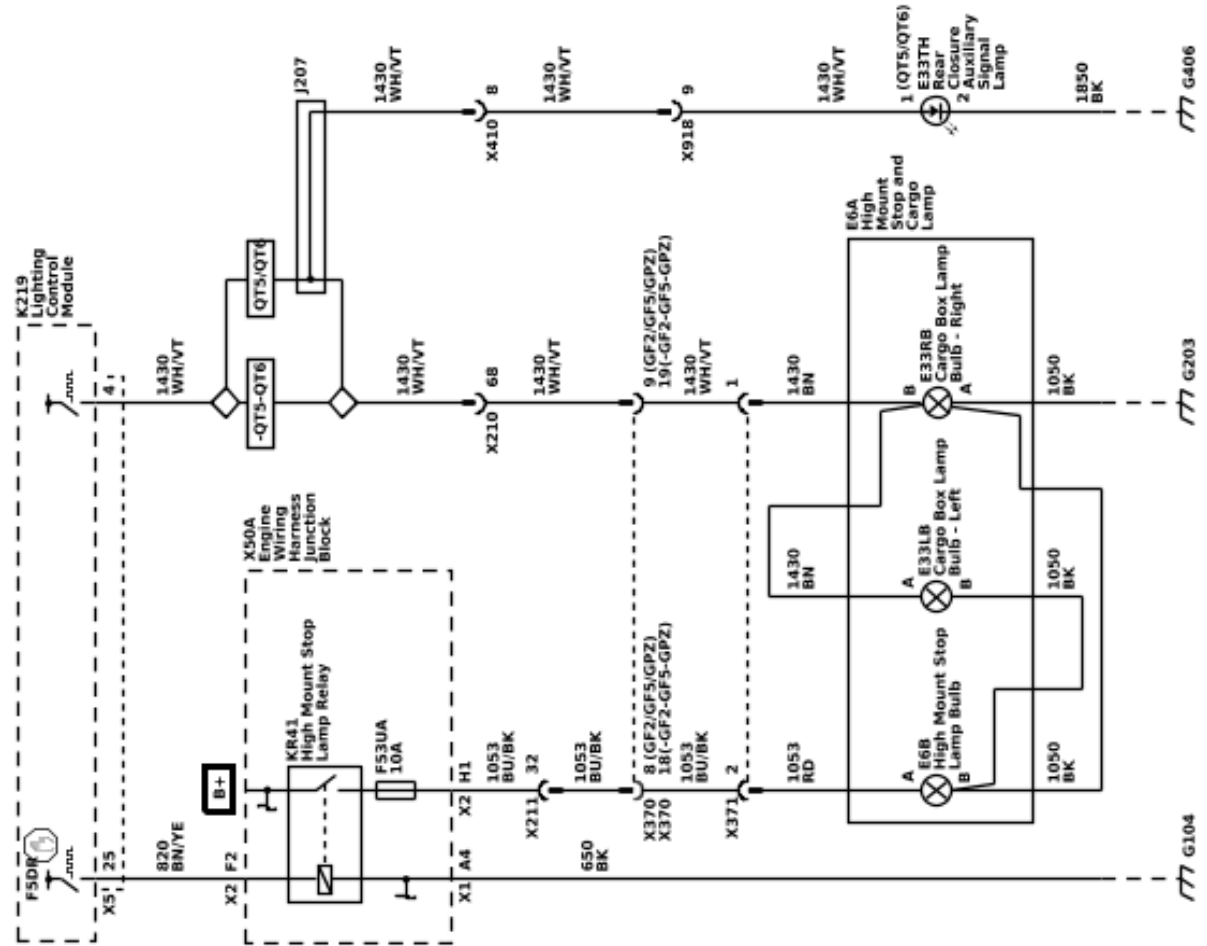 K219
Lighting
Control
Module
F5DR
X5
25
4
820
BN/YE
X2
F2
B+
X50A
Engine
Wiring
Harness
Junction
Block
KR41
High Mount Stop
Lamp Relay
F53UA
10A
X1
A4
X2
H1
650
BK
G104
1053
BU/BK
X211
32
1053
BU/BK
X370
X370
8 (GF2/GF5/GPZ)
18(-GF2-GF5-GPZ)
1053
BU/BK
X371
2
1053
RD
A
E6B
High Mount Stop
Lamp Bulb
B
1050
BK
1430
WH/VT
-QT5-QT6
QT5/QT6
J207
1430
WH/VT
X210
68
1430
WH/VT
9 (GF2/GF5/GPZ)
19(-GF2-GF5-GPZ)
1430
WH/VT
1
1430
BN
1430
BN
A
E33LB
Cargo Box Lamp
Bulb - Left
B
1050
BK
B
E33RB
Cargo Box Lamp
Bulb - Right
A
1050
BK
G203
E6A
High
Mount
Stop and
Cargo
Lamp
1430
WH/VT
X410
8
1430
WH/VT
X918
9
1430
WH/VT
1 (QT5/QT6)
E33TH
Rear
Closure
2 Auxiliary
Signal
Lamp
1850
BK
G406